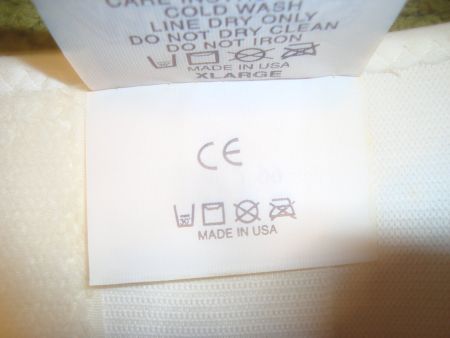 COLD WASH
LINE DRY ONLY
DO NOT DRY CLEAN
DO NOT IRON
MADE IN USA
XLARGE
CE
MADE IN USA